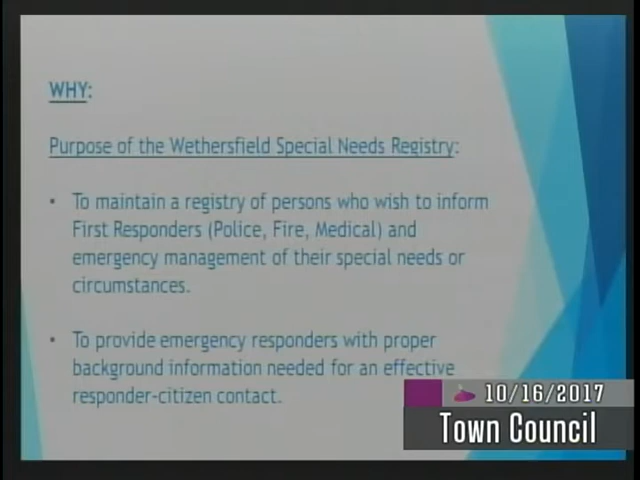 WHY:
Purpose of the Wethersfield Special Needs Registry:
• To maintain a registry of persons who wish to inform
First Responders (Police, Fire, Medical) and
emergency management of their special needs or
circumstances.
• To provide emergency responders with proper
background information needed for an effective
responder-citizen contact.
10/16/2017
Town Council